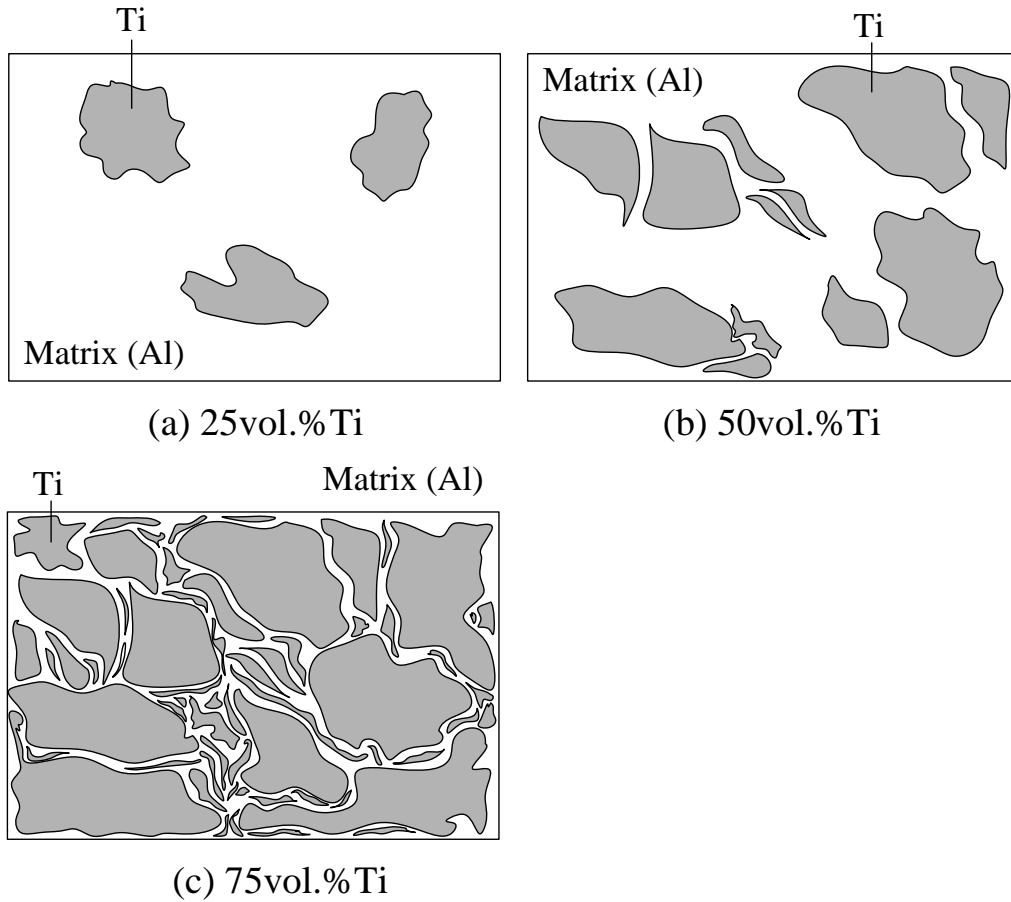 Ti
Ti
Matrix (Al)
Matrix (Al)
(a) 25vol.%Ti
(b) 50vol.%Ti
Ti
Matrix (Al)
(c) 75vol.%Ti